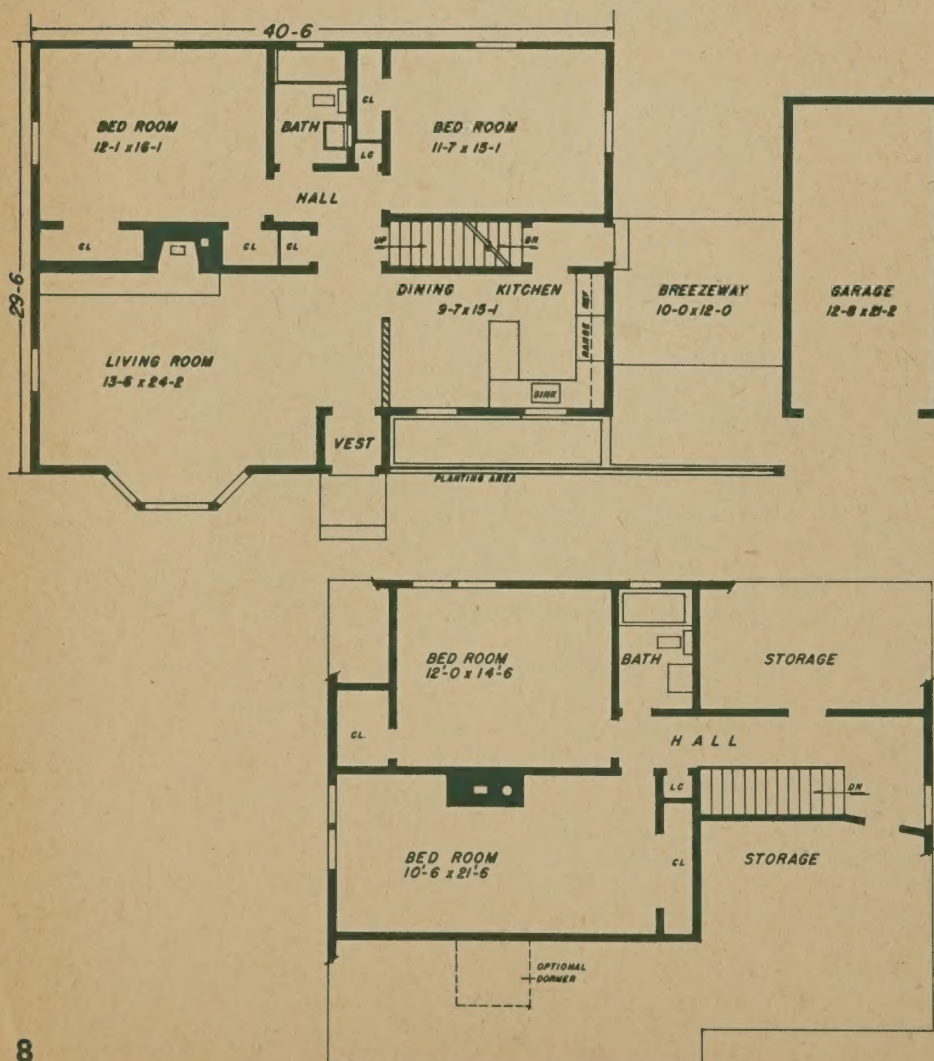 40-6
29-6
BED ROOM
12-1 x 16-1
BATH
CL
LC
BED ROOM
11-7 x 15-1
HALL
CL
CL
CL
UP
DN
DINING
KITCHEN
9-7 x 15-1
REF
RANGE
SINK
BREEZEWAY
10-0 x 12-0
GARAGE
12-8 x 21-2
LIVING ROOM
13-6 x 24-2
VEST
PLANTING AREA
BED ROOM
12'-0 x 14'-6
BATH
STORAGE
CL.
HALL
LC
DN
BED ROOM
10'-6 x 21'-6
CL
STORAGE
OPTIONAL
DORMER
8